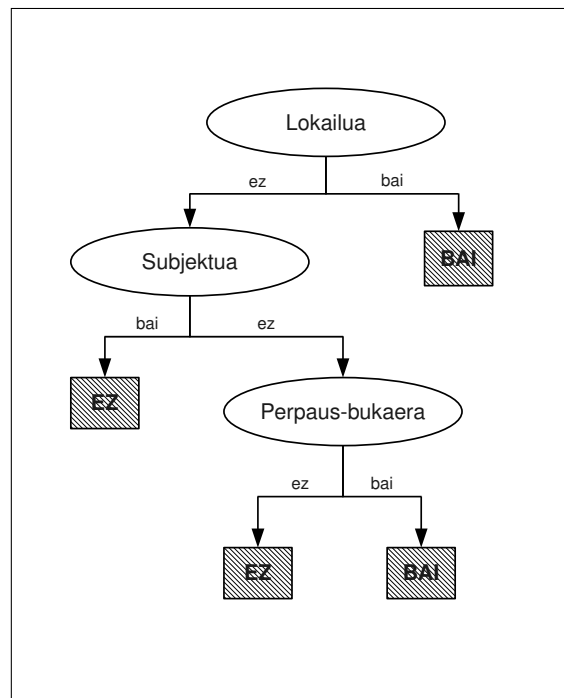 Lokailua
ez bai
Subjektua
BAI
bai ez
EZ
Perpaus-bukaera
ez bai
EZ BAI